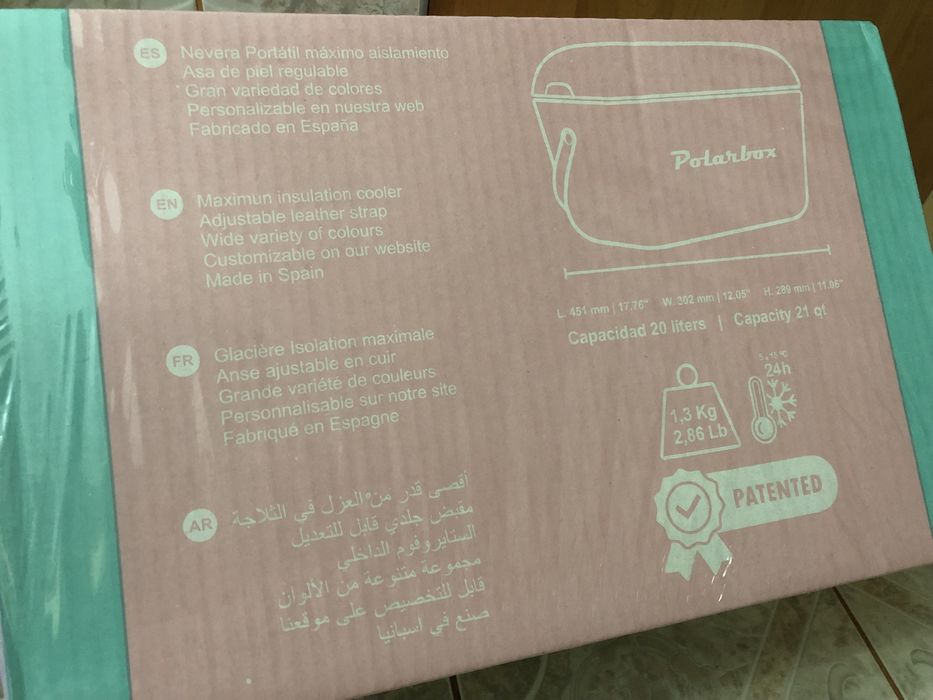 ES
Nevera Portátil máximo aislamiento
Asa de piel regulable
Gran variedad de colores
Personalizable en nuestra web
Fabricado en España
EN
Maximun insulation cooler
Adjustable leather strap
Wide variety of colours
Customizable on our website
Made in Spain
FR
Glacière Isolation maximale
Anse ajustable en cuir
Grande variété de couleurs
Personnalisable sur notre site
Fabriqué en Espagne
AR
أقصى قدر من العزل في الثلاجة
مقبض جلدي قابل للتعديل
الستايروفوم الداخلي
مجموعة متنوعة من الألوان
قابل للتخصيص على موقعنا
صنع في اسبانيا
Polarbox
L. 451 mm | 17.76" W. 302 mm | 12.05" H. 289 mm | 11.06"
Capacidad 20 liters | Capacity 21 qt
1,3 Kg
2,86 Lb
24h
PATENTED